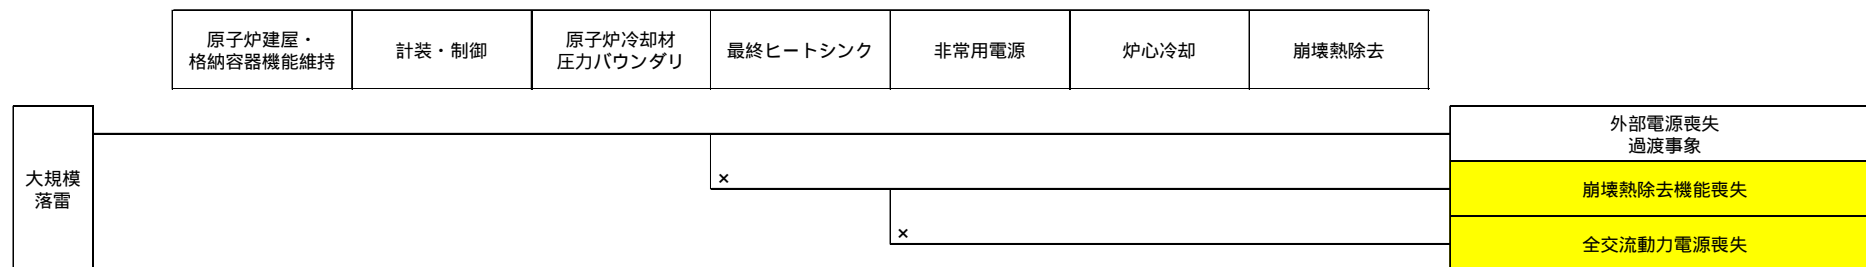 原子炉建屋・
格納容器機能維持
計装・制御
原子炉冷却材
圧力バウンダリ
最終ヒートシンク
非常用電源
炉心冷却
崩壊熱除去
大規模
落雷
外部電源喪失
過渡事象
×
崩壊熱除去機能喪失
×
全交流動力電源喪失